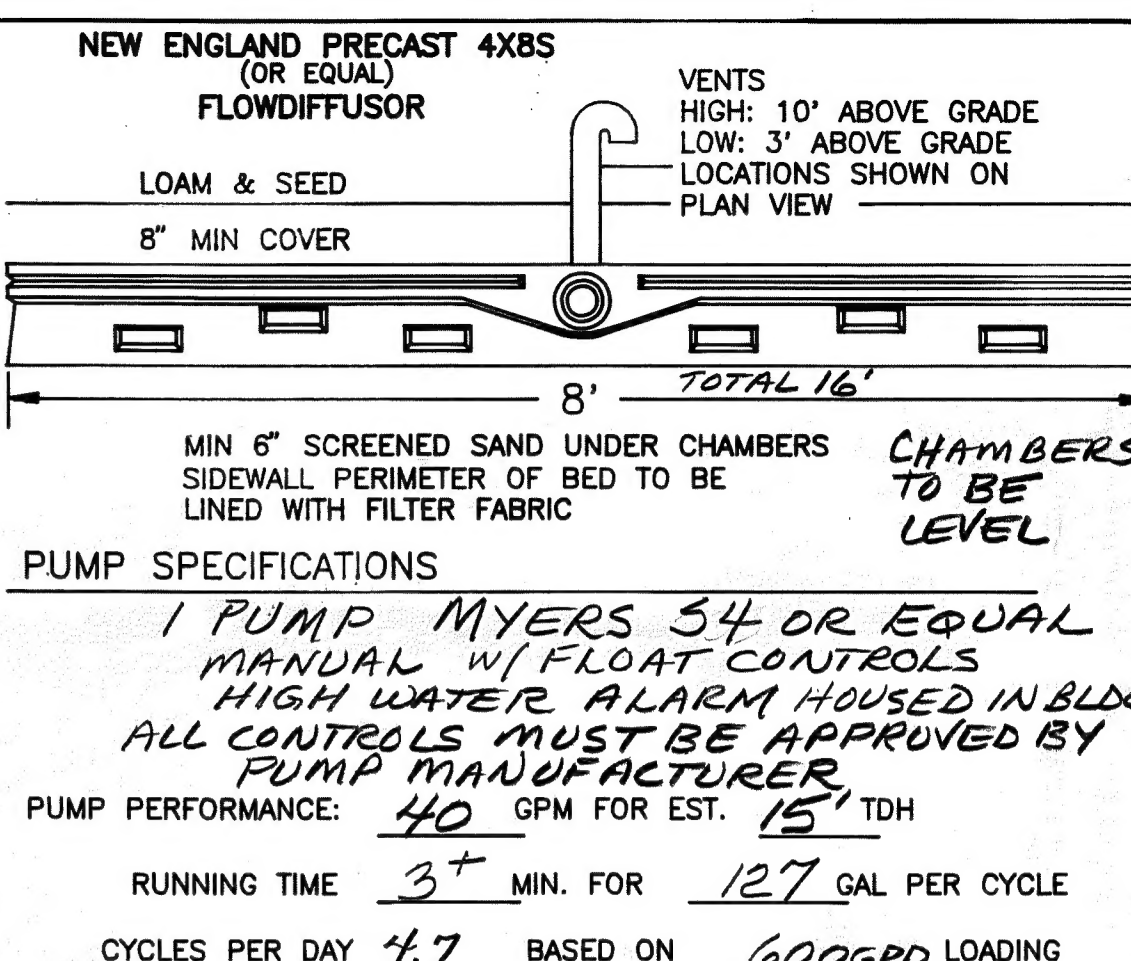 NEW ENGLAND PRECAST 4X8S
(OR EQUAL)
FLOWDIFFUSOR
VENTS
HIGH: 10' ABOVE GRADE
LOW: 3' ABOVE GRADE
LOCATIONS SHOWN ON
PLAN VIEW
LOAM & SEED
8" MIN COVER
8'
TOTAL 16'
MIN 6" SCREENED SAND UNDER CHAMBERS
SIDEWALL PERIMETER OF BED TO BE
LINED WITH FILTER FABRIC
CHAMBERS
TO BE
LEVEL
PUMP SPECIFICATIONS
1 PUMP MYERS S4 OR EQUAL
MANUAL W/ FLOAT CONTROLS
HIGH WATER ALARM HOUSED IN BLDG
ALL CONTROLS MUST BE APPROVED BY
PUMP MANUFACTURER
PUMP PERFORMANCE: 40 GPM FOR EST. 15' TDH
RUNNING TIME 3+ MIN. FOR 127 GAL PER CYCLE
CYCLES PER DAY 4.7 BASED ON 600GPD LOADING